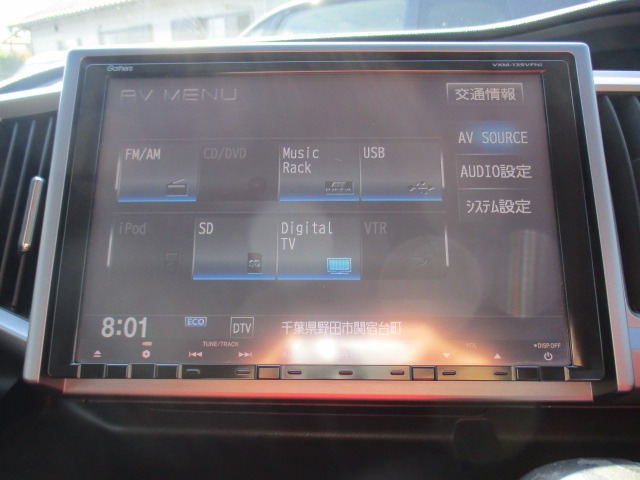 Gathers
VXM-155VFNi
AV MENU
交通情報
FM/AM
CD/DVD
Music Rack
USB
AV SOURCE
AUDIO設定
システム設定
iPod
SD
Digital TV
VTR
8:01
ECO
DTV
千葉県野田市関宿台町
TUNE/TRACK
VOL
DISP.OFF